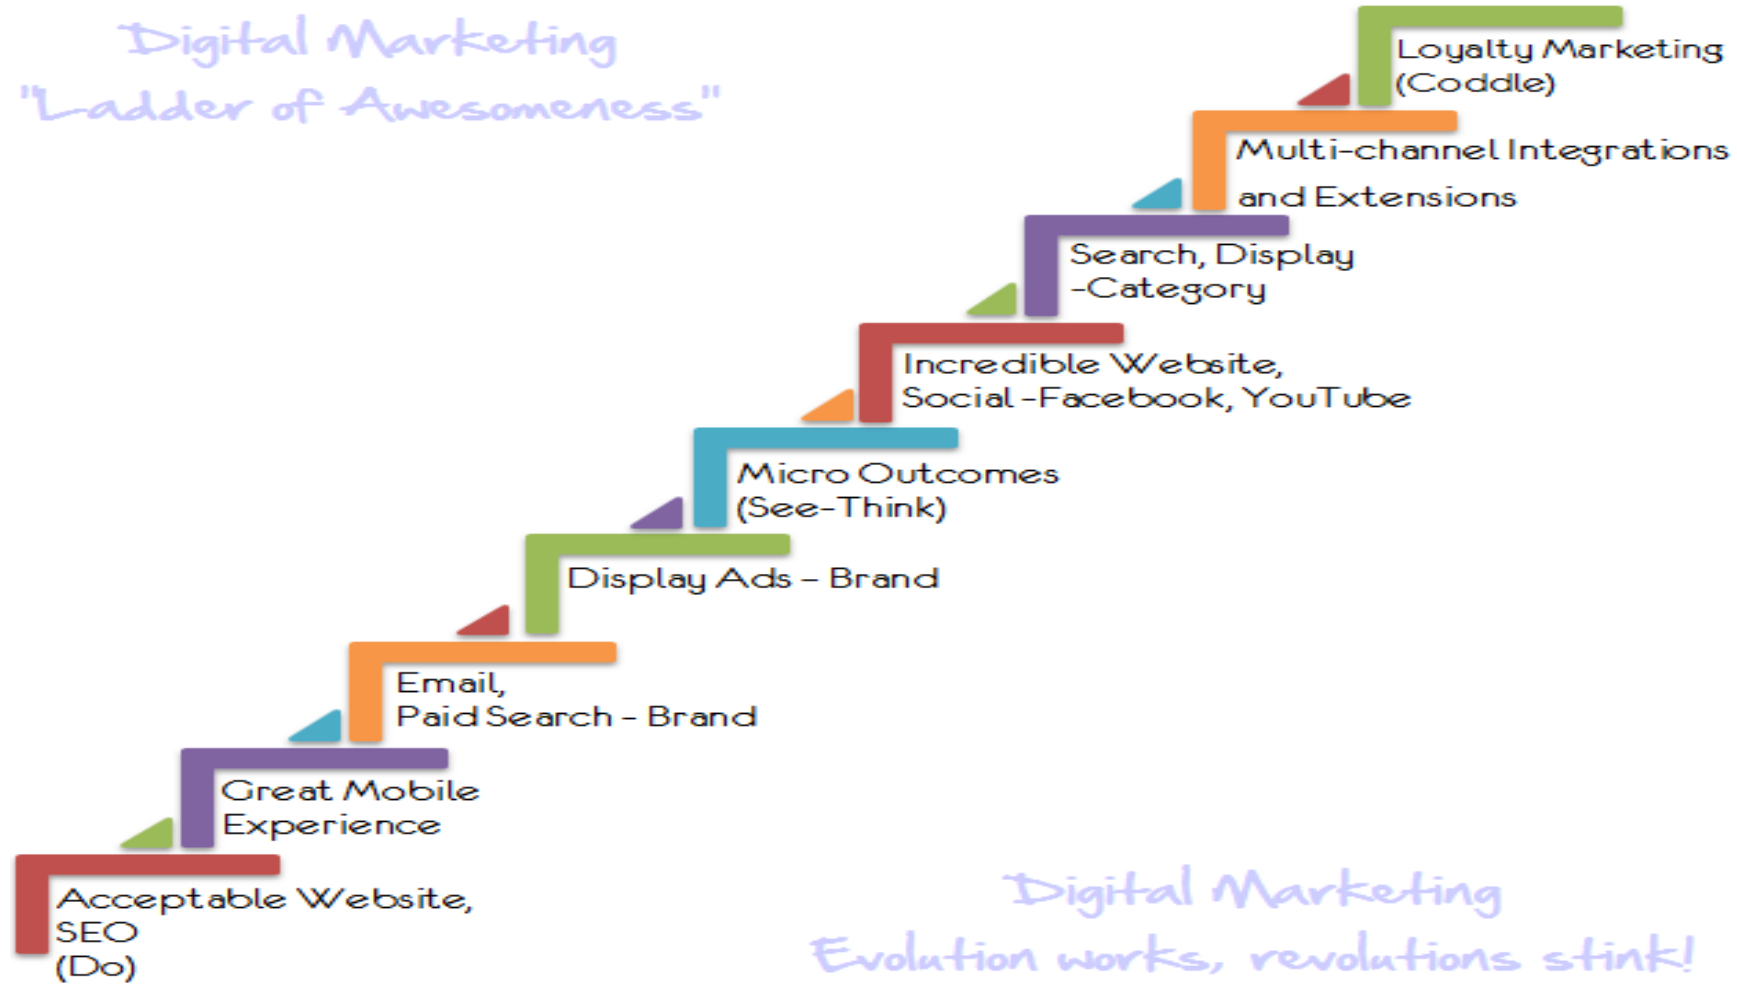 Digital Marketing
"Ladder of Awesomeness"
Loyalty Marketing
(Coddle)
Multi-channel Integrations
and Extensions
Search, Display
-Category
Incredible Website,
Social -Facebook, YouTube
Micro Outcomes
(See-Think)
Display Ads - Brand
Email,
Paid Search - Brand
Great Mobile
Experience
Acceptable Website,
SEO
(Do)
Digital Marketing
Evolution works, revolutions stink!